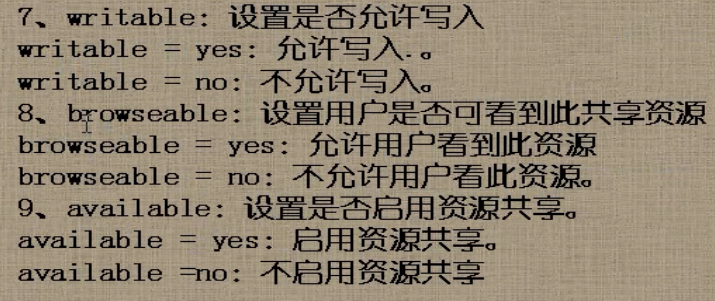 7、writable: 设置是否允许写入
writable = yes: 允许写入.。
writable = no: 不允许写入。
8、browseable: 设置用户是否可看到此共享资源
browseable = yes: 允许用户看到此资源
browseable = no: 不允许用户看此资源。
9、available: 设置是否启用资源共享。
available = yes: 启用资源共享。
available =no: 不启用资源共享